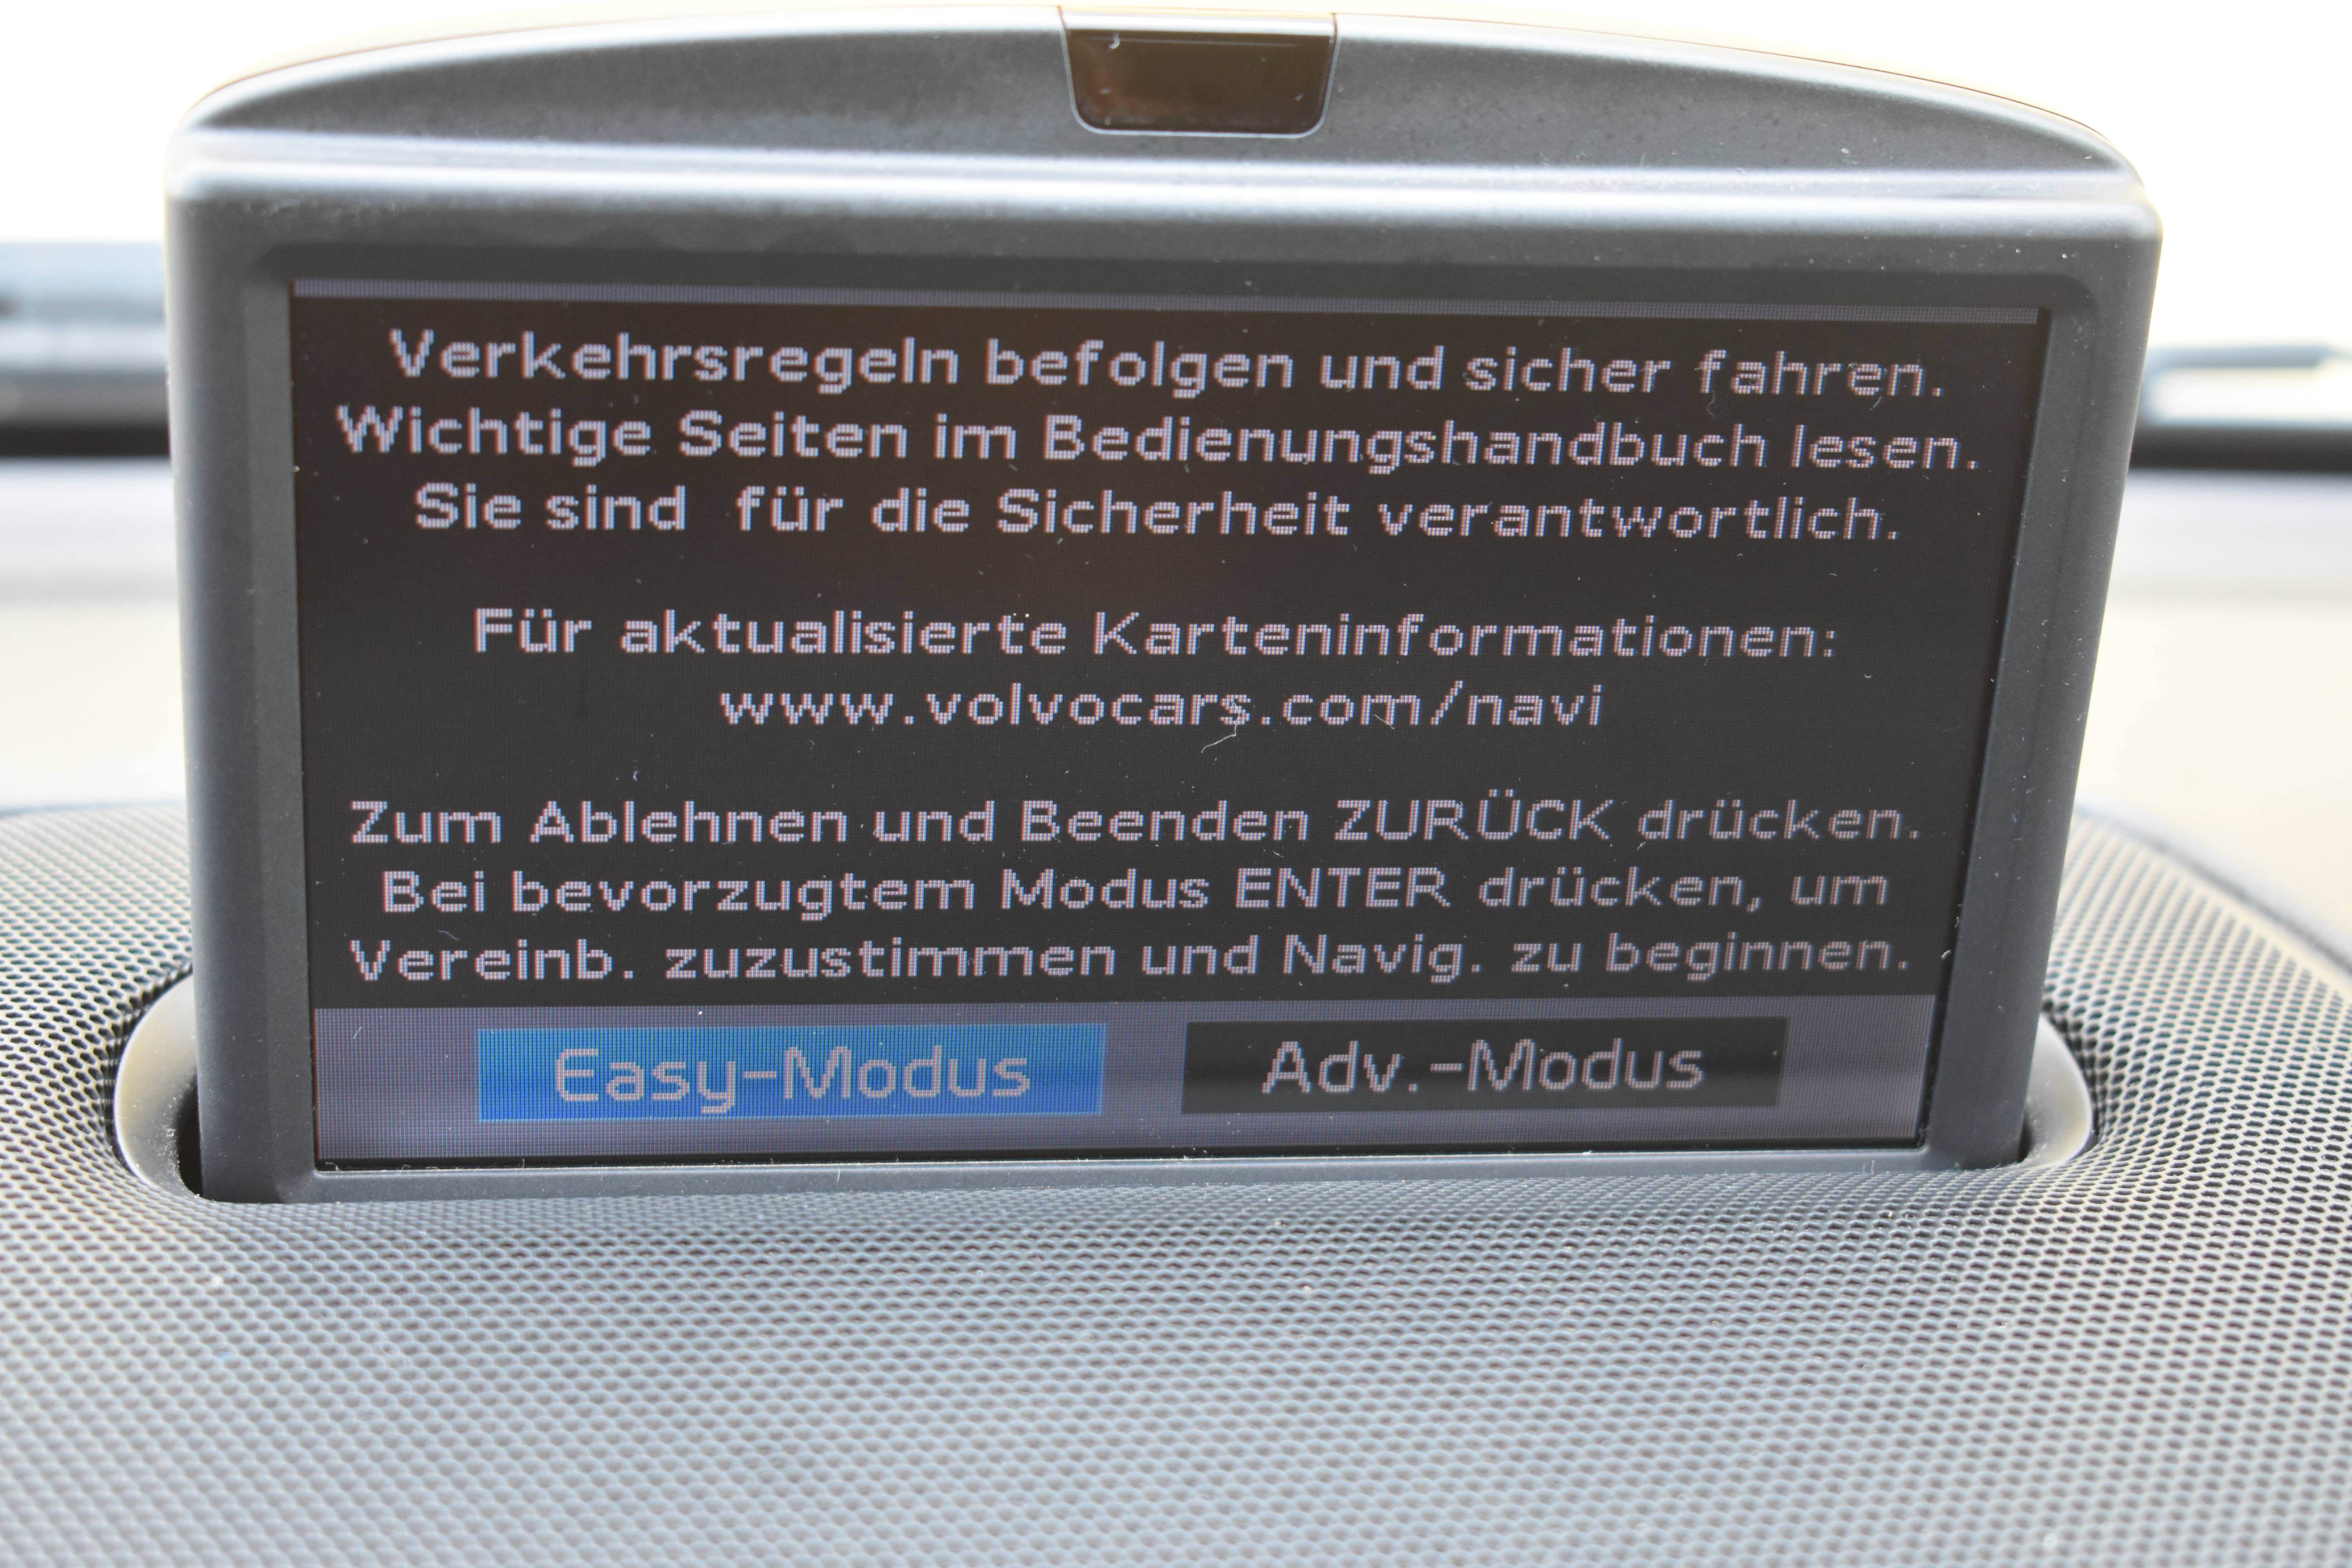 Verkehrsregeln befolgen und sicher fahren.
Wichtige Seiten im Bedienungshandbuch lesen.
Sie sind für die Sicherheit verantwortlich.
Für aktualisierte Karteninformationen:
www.volvocars.com/navi
Zum Ablehnen und Beenden ZURÜCK drücken.
Bei bevorzugtem Modus ENTER drücken, um
Vereinb. zuzustimmen und Navig. zu beginnen.
Easy-Modus Adv.-Modus